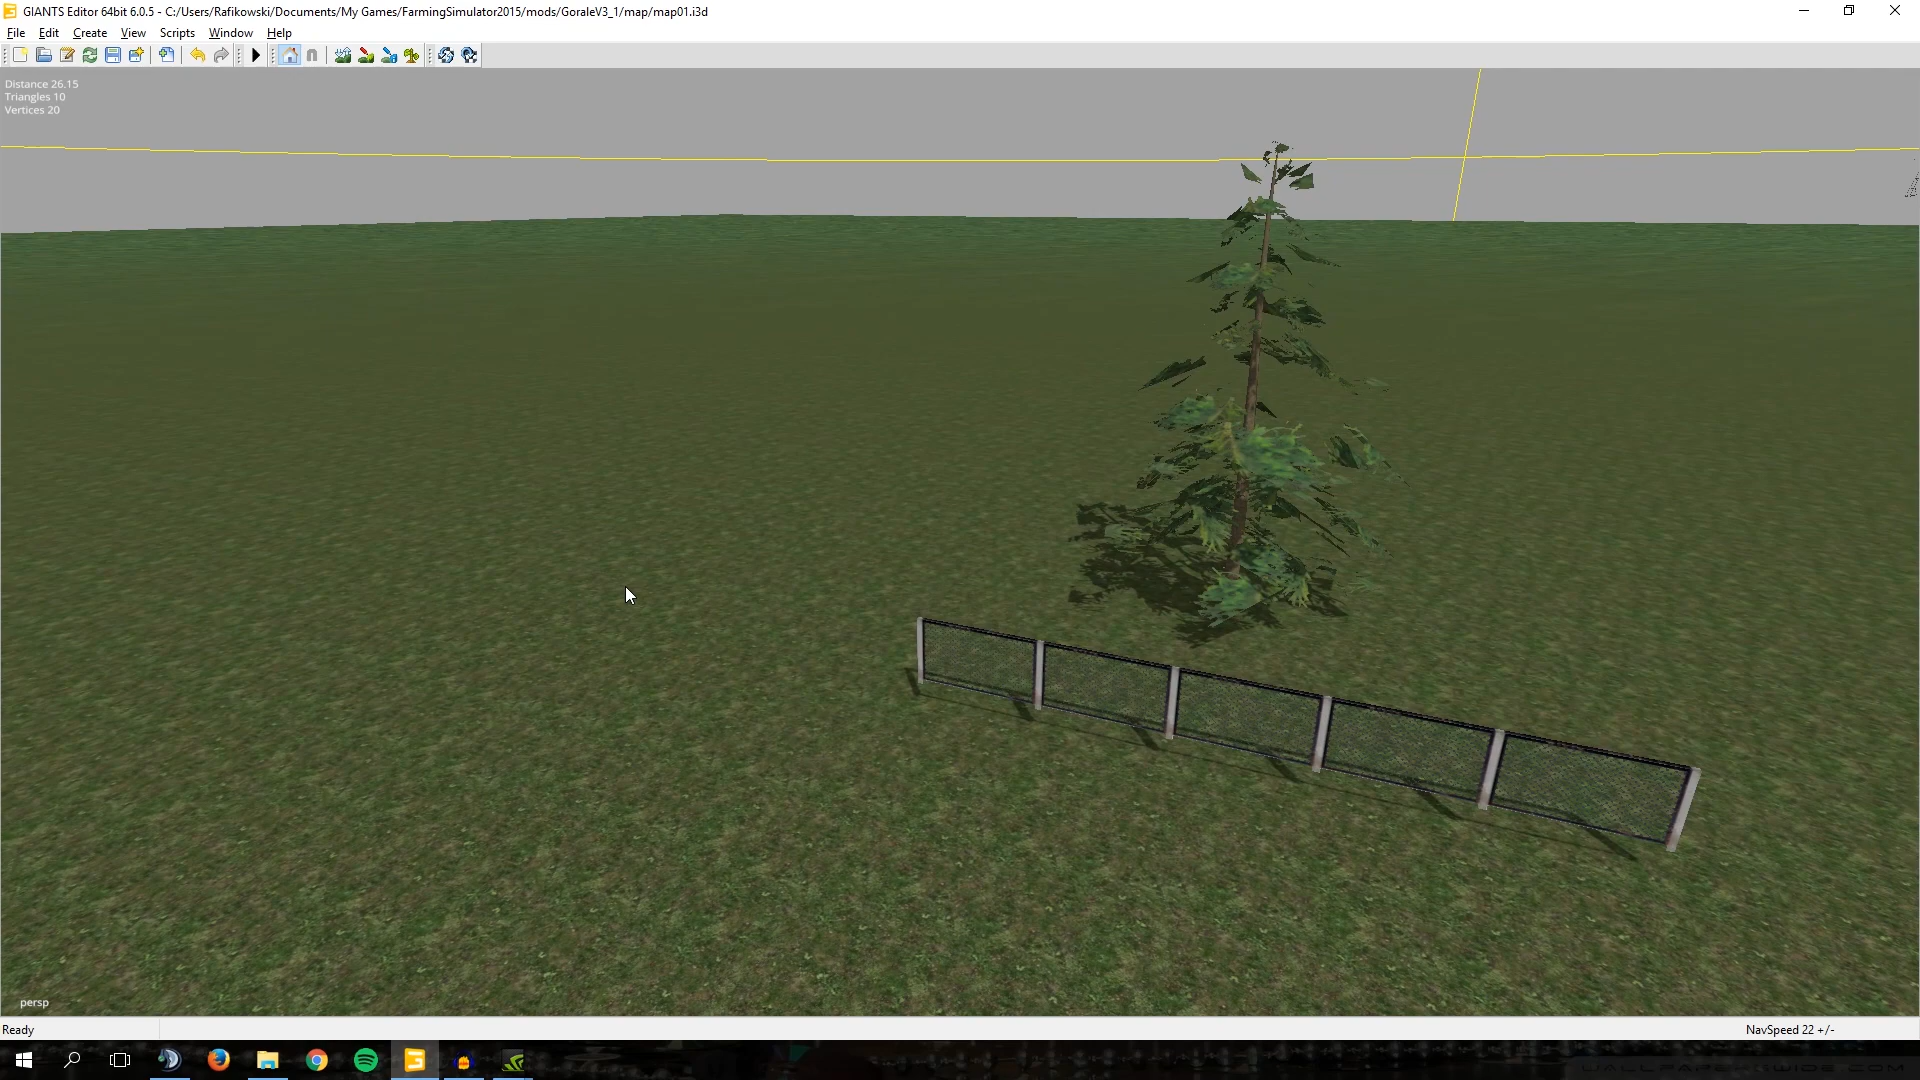 GIANTS Editor 64bit 6.0.5 - C:/Users/Rafikowski/Documents/My Games/FarmingSimulator2015/mods/GoraleV3_1/map/map01.i3d
File Edit Create View Scripts Window Help
Distance 26.15
Triangles 10
Vertices 20
persp
Ready NavSpeed 22 +/-